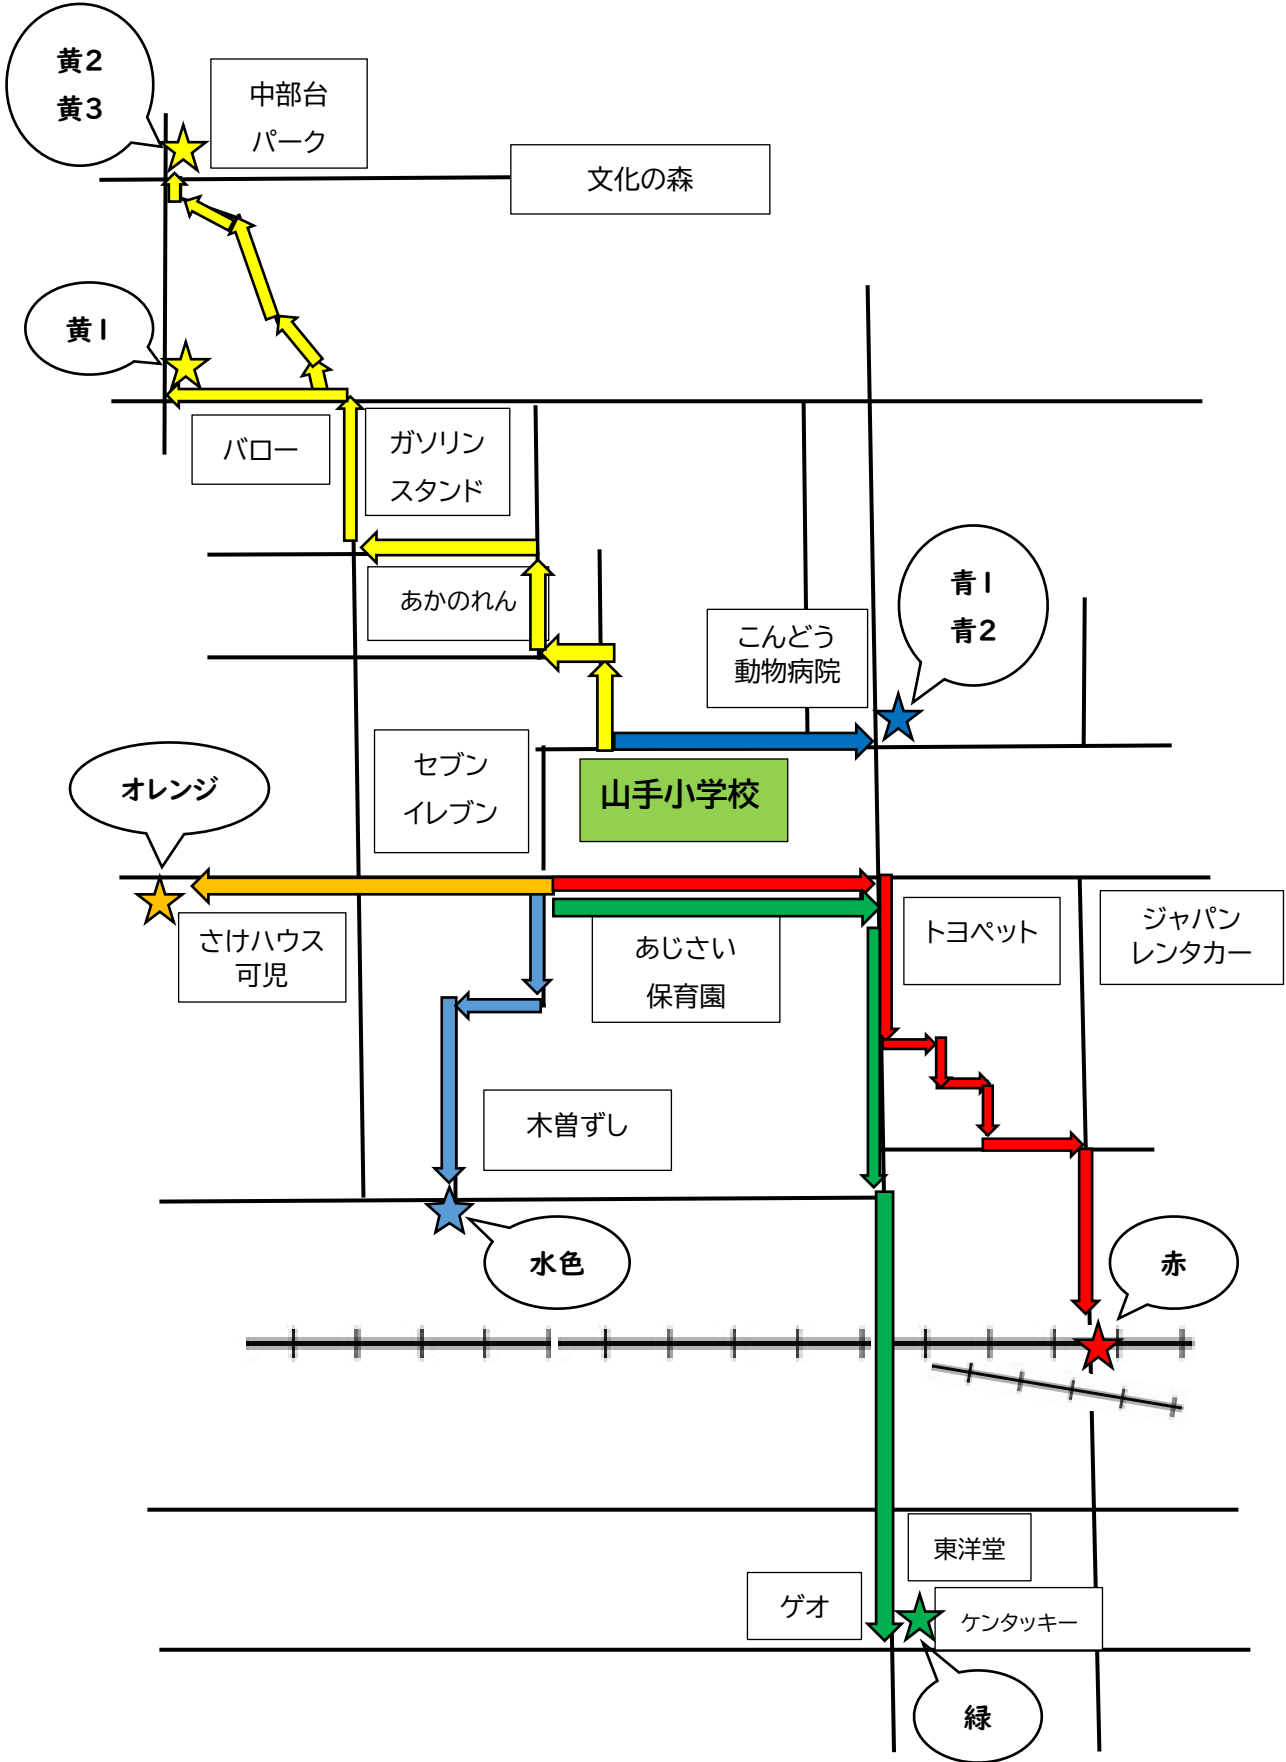 黄2
黄3
中部台
パーク
文化の森
黄1
バロー
ガソリン
スタンド
あかのれん
こんどう
動物病院
青1
青2
セブン
イレブン
山手小学校
オレンジ
さけハウス
可児
あじさい
保育園
トヨペット
ジャパン
レンタカー
木曽ずし
水色
赤
東洋堂
ゲオ
ケンタッキー
緑